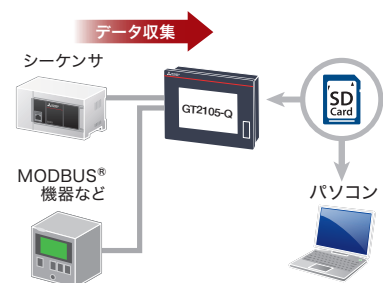 データ収集
シーケンサ
GT2105-Q
SD
Card
MODBUS®
機器など
パソコン